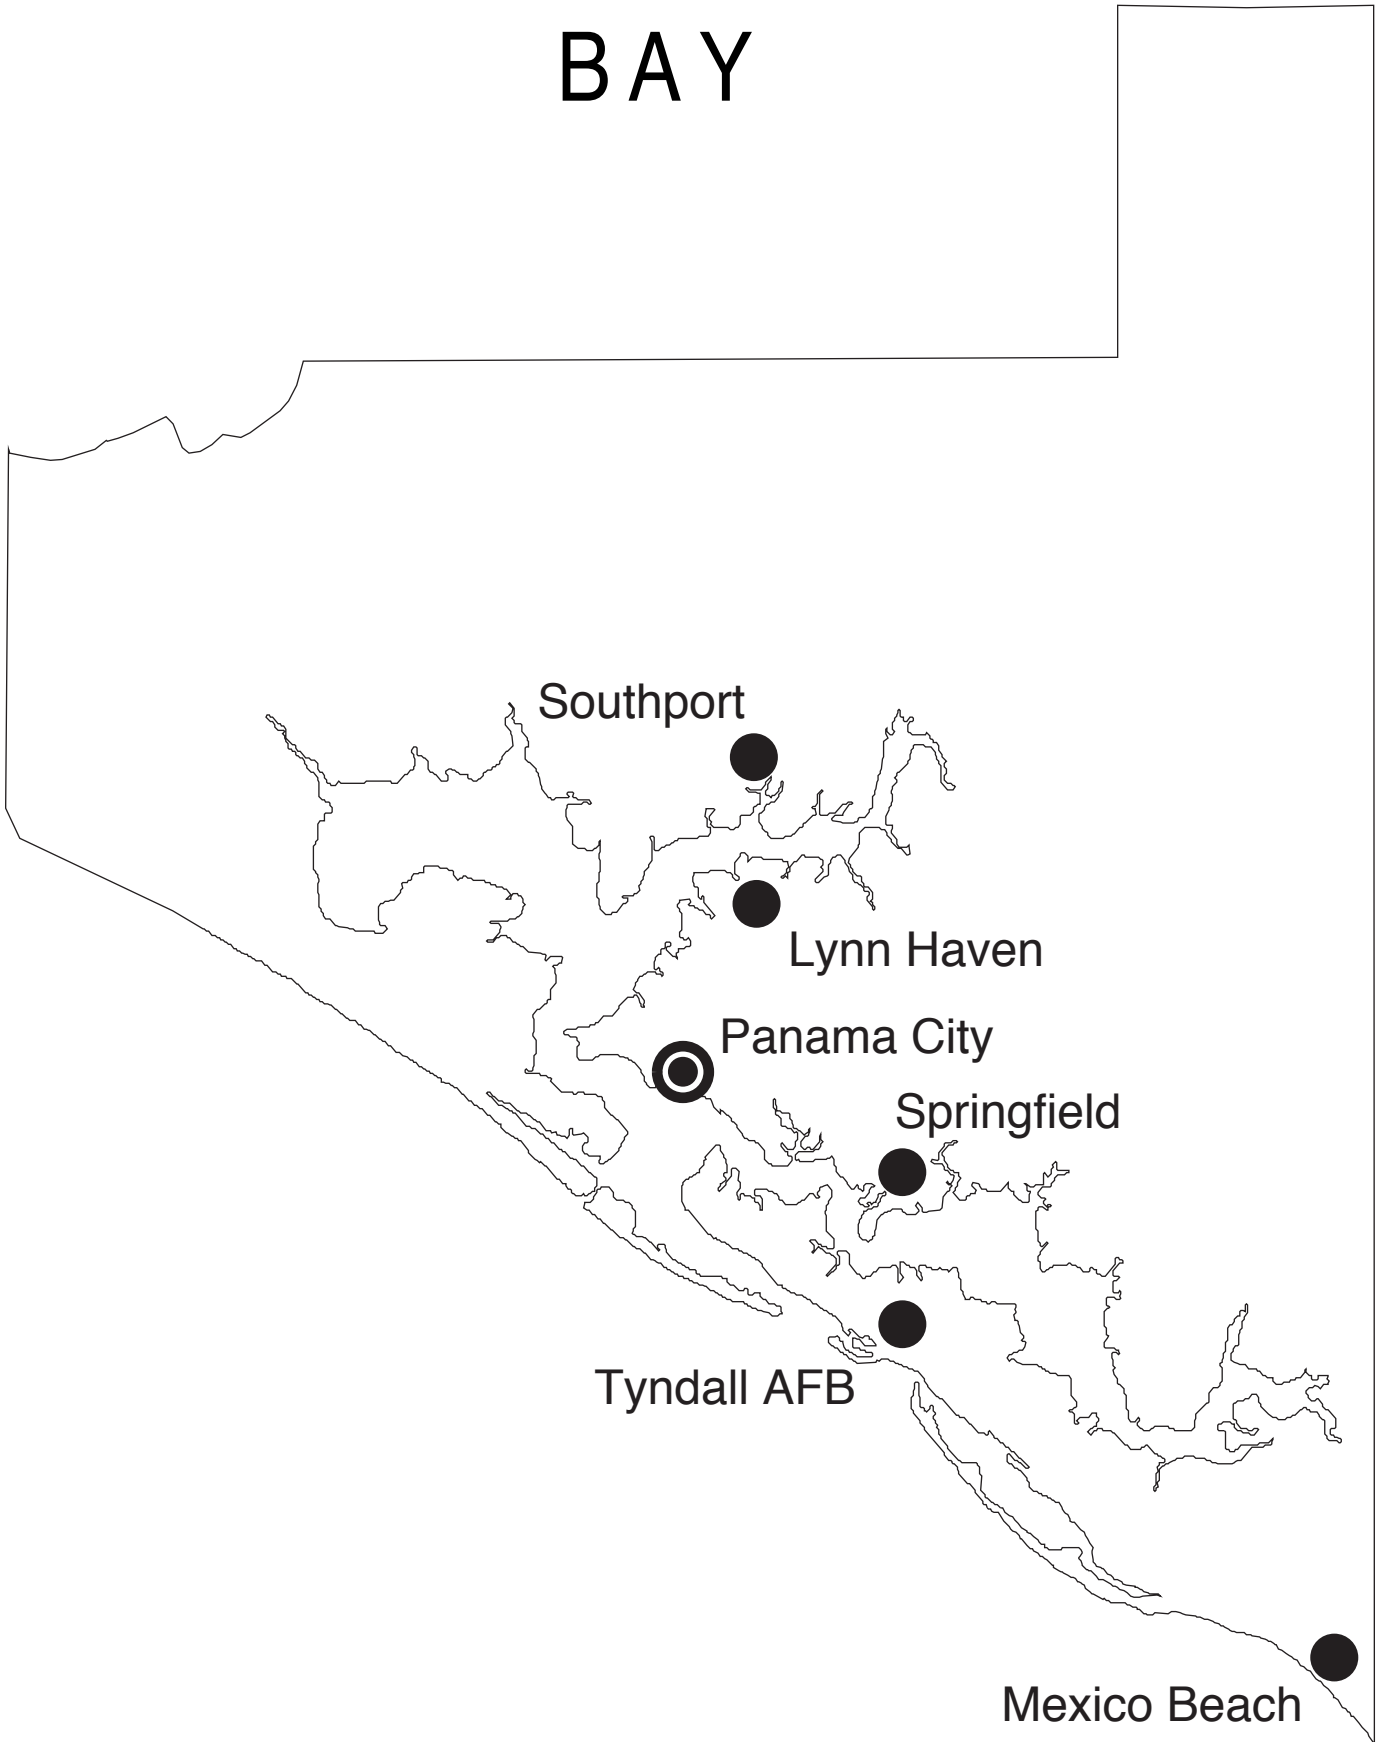 BAY
Southport
Lynn Haven
Panama City
Springfield
Tyndall AFB
Mexico Beach